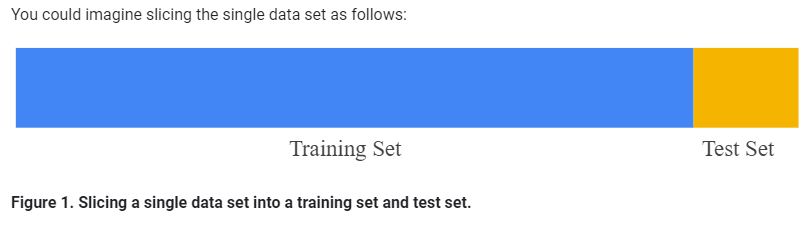 You could imagine slicing the single data set as follows:
Training Set
Test Set
Figure 1. Slicing a single data set into a training set and test set.